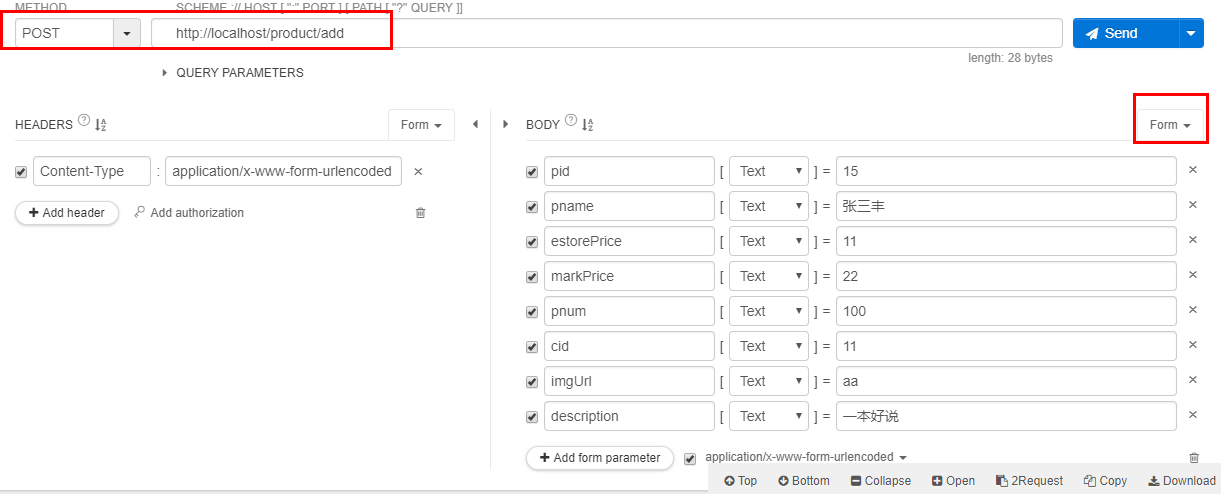 METHOD SCHEME :// HOST [ ":" PORT ] [ PATH [ "?" QUERY ]]
POST http://localhost/product/add Send
length: 28 bytes
QUERY PARAMETERS
HEADERS ? Form
Content-Type : application/x-www-form-urlencoded ×
+ Add header Add authorization
BODY ? Form
pid [ Text ] = 15 ×
pname [ Text ] = 张三丰 ×
estorePrice [ Text ] = 11 ×
markPrice [ Text ] = 22 ×
pnum [ Text ] = 100 ×
cid [ Text ] = 11 ×
imgUrl [ Text ] = aa ×
description [ Text ] = 一本好说 ×
+ Add form parameter application/x-www-form-urlencoded
Top Bottom Collapse Open 2Request Copy Download